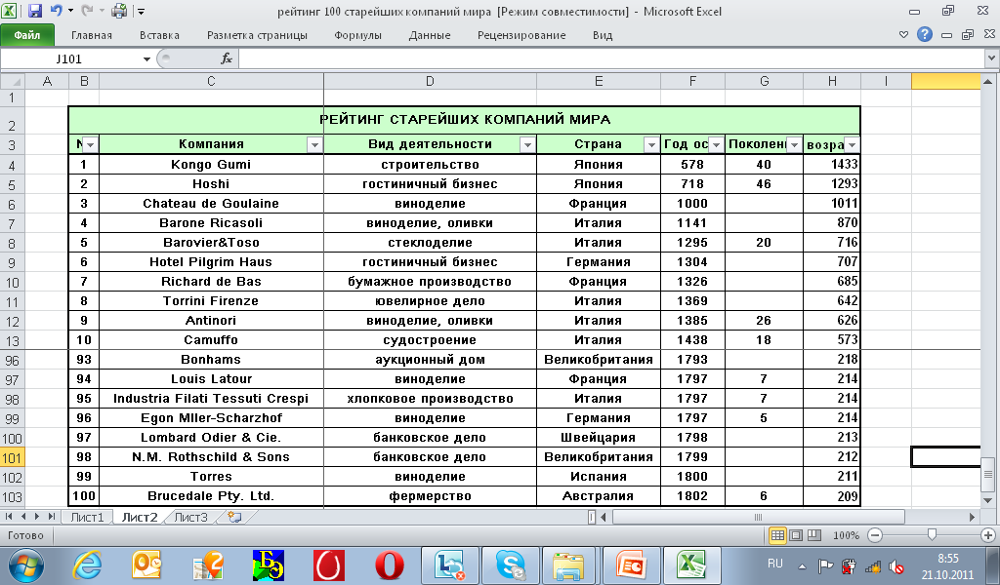 рейтинг 100 старейших компаний мира [Режим совместимости] - Microsoft Excel
Файл Главная Вставка Разметка страницы Формулы Данные Рецензирование Вид
J101 fx
A B C D E F G H I
1
2 РЕЙТИНГ СТАРЕЙШИХ КОМПАНИЙ МИРА
3 Компания Вид деятельности Страна Год ос Поколен возра
4 1 Kongo Gumi строительство Япония 578 40 1433
5 2 Hoshi гостиничный бизнес Япония 718 46 1293
6 3 Chateau de Goulaine виноделие Франция 1000 1011
7 4 Barone Ricasoli виноделие, оливки Италия 1141 870
8 5 Barovier&Toso стеклоделие Италия 1295 20 716
9 6 Hotel Pilgrim Haus гостиничный бизнес Германия 1304 707
10 7 Richard de Bas бумажное производство Франция 1326 685
11 8 Torrini Firenze ювелирное дело Италия 1369 642
12 9 Antinori виноделие, оливки Италия 1385 26 626
13 10 Camuffo судостроение Италия 1438 18 573
96 93 Bonhams аукционный дом Великобритания 1793 218
97 94 Louis Latour виноделие Франция 1797 7 214
98 95 Industria Filati Tessuti Crespi хлопковое производство Италия 1797 7 214
99 96 Egon Mller-Scharzhof виноделие Германия 1797 5 214
100 97 Lombard Odier & Cie. банковское дело Швейцария 1798 213
101 98 N.M. Rothschild & Sons банковское дело Великобритания 1799 212
102 99 Torres виноделие Испания 1800 211
103 100 Brucedale Pty. Ltd. фермерство Австралия 1802 6 209
Лист1 Лист2 Лист3
Готово 100%
RU 8:55
21.10.2011